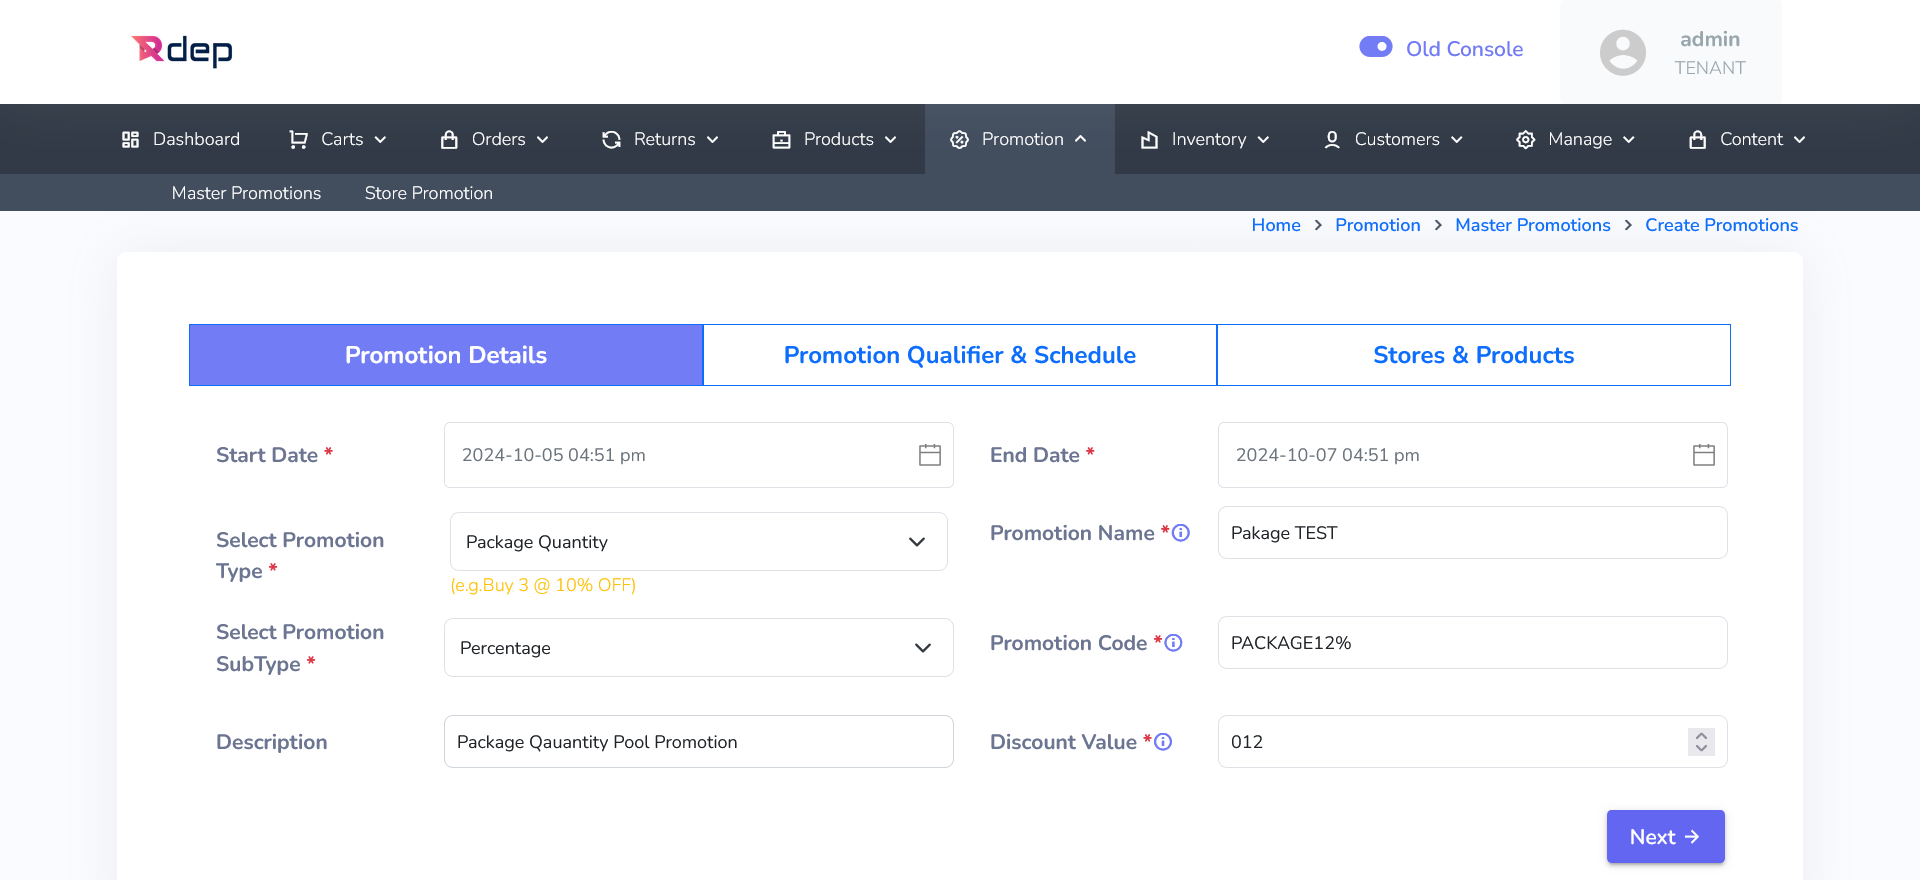 Rdep
Old Console
admin
TENANT
Dashboard Carts Orders Returns Products Promotion Inventory Customers Manage Content
Master Promotions Store Promotion
Home > Promotion > Master Promotions > Create Promotions
Promotion Details Promotion Qualifier & Schedule Stores & Products
Start Date * 2024-10-05 04:51 pm End Date * 2024-10-07 04:51 pm
Select Promotion
Type * Package Quantity Promotion Name * Pakage TEST
(e.g.Buy 3 @ 10% OFF)
Select Promotion
SubType * Percentage Promotion Code * PACKAGE12%
Description Package Qauantity Pool Promotion Discount Value * 012
Next →